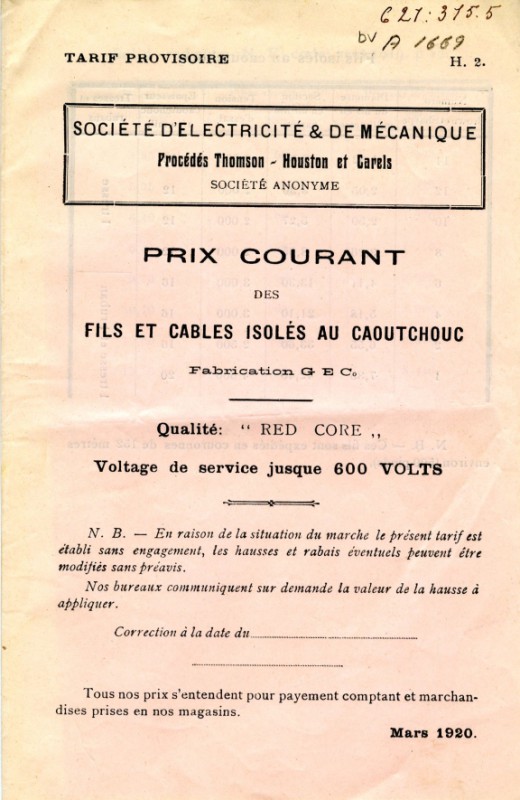 621:315.5
bv A 1669
TARIF PROVISOIRE H. 2.
SOCIÉTÉ D'ELECTRICITÉ & DE MÉCANIQUE
Procédés Thomson - Houston et Carels
SOCIÉTÉ ANONYME
PRIX COURANT
DES
FILS ET CABLES ISOLÉS AU CAOUTCHOUC
Fabrication G E Co
Qualité: " RED CORE „
Voltage de service jusque 600 VOLTS
N. B. — En raison de la situation du marche le présent tarif est
établi sans engagement, les hausses et rabais éventuels peuvent être
modifiés sans préavis.
Nos bureaux communiquent sur demande la valeur de la hausse à
appliquer.
Correction à la date du
Tous nos prix s'entendent pour payement comptant et marchan-
dises prises en nos magasins.
Mars 1920.